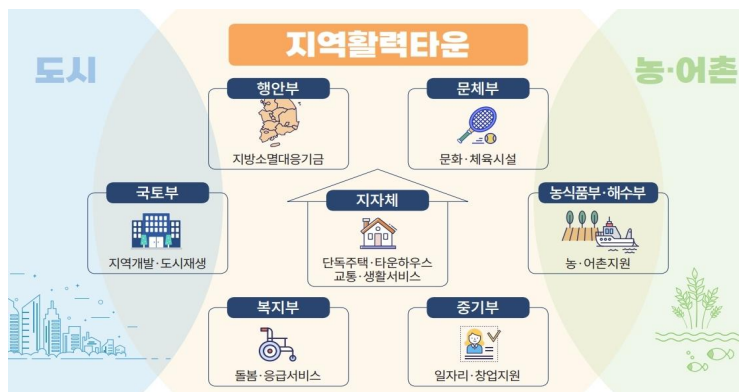 지역활력타운
도시
농·어촌
행안부
지방소멸대응기금
문체부
문화·체육시설
국토부
지역개발·도시재생
지자체
단독주택·타운하우스
교통·생활서비스
농식품부·해수부
농·어촌지원
복지부
돌봄·응급서비스
중기부
일자리·창업지원